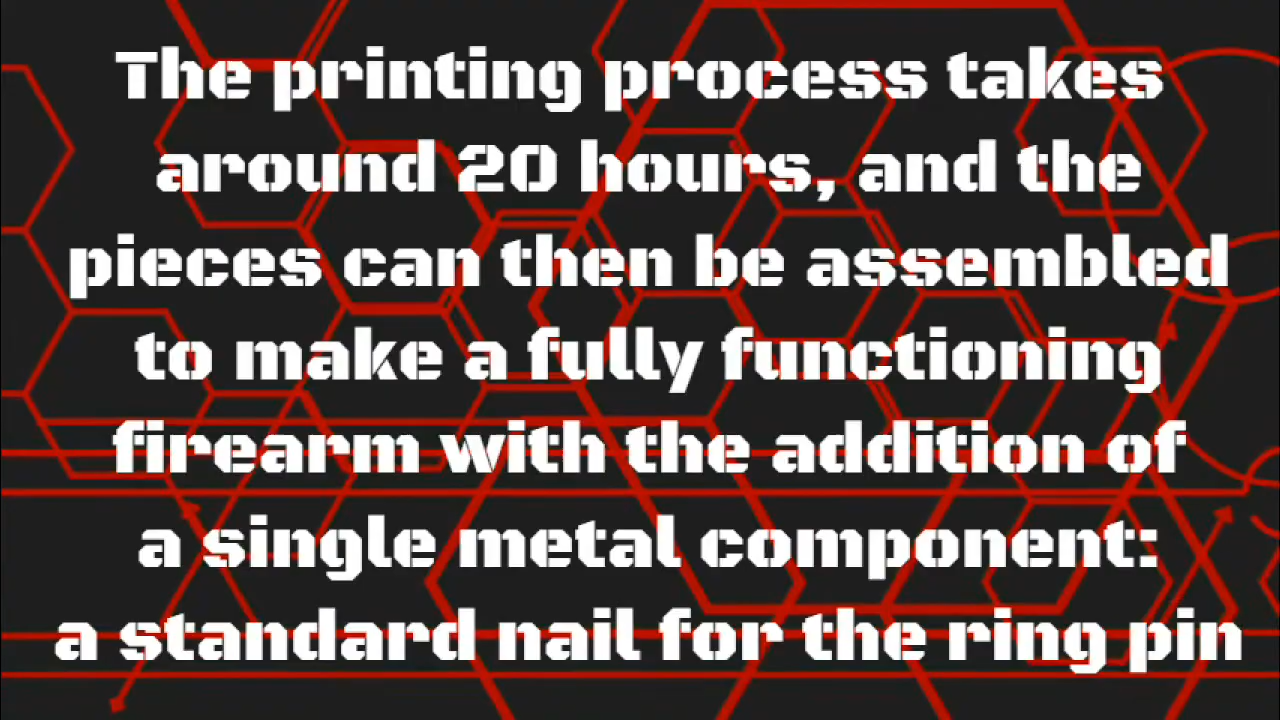 The printing process takes
around 20 hours, and the
pieces can then be assembled
to make a fully functioning
firearm with the addition of
a single metal component:
a standard nail for the ring pin